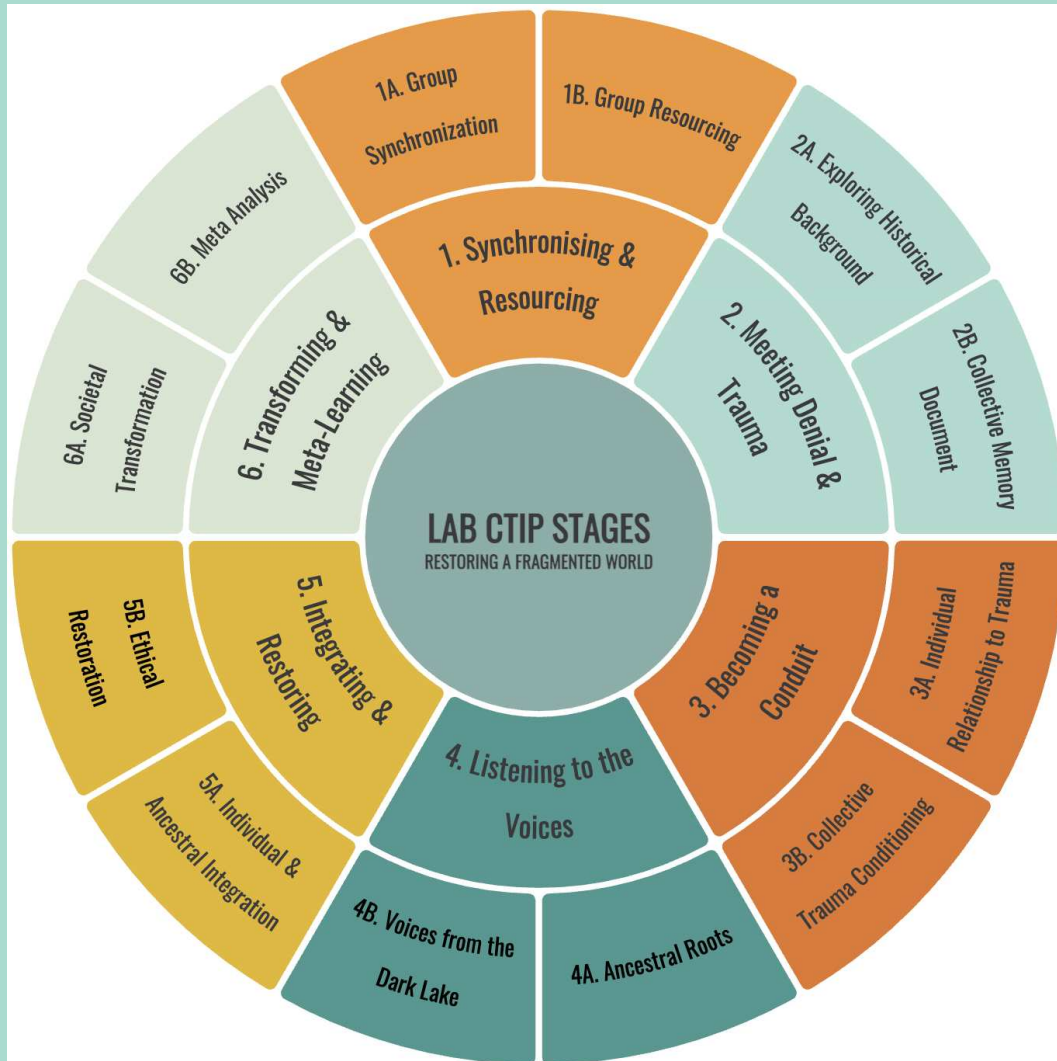 LAB CTIP STAGES
RESTORING A FRAGMENTED WORLD
1. Synchronising &
Resourcing
1A. Group
Synchronization
1B. Group Resourcing
2. Meeting Denial &
Trauma
2A. Exploring Historical
Background
2B. Collective Memory
Document
3. Becoming a
Conduit
3A. Individual
Relationship to Trauma
3B. Collective
Trauma Conditioning
4. Listening to the
Voices
4A. Ancestral Roots
4B. Voices from the
Dark Lake
5. Integrating &
Restoring
5A. Individual &
Ancestral Integration
5B. Ethical
Restoration
6. Transforming &
Meta-Learning
6A. Societal
Transformation
6B. Meta Analysis